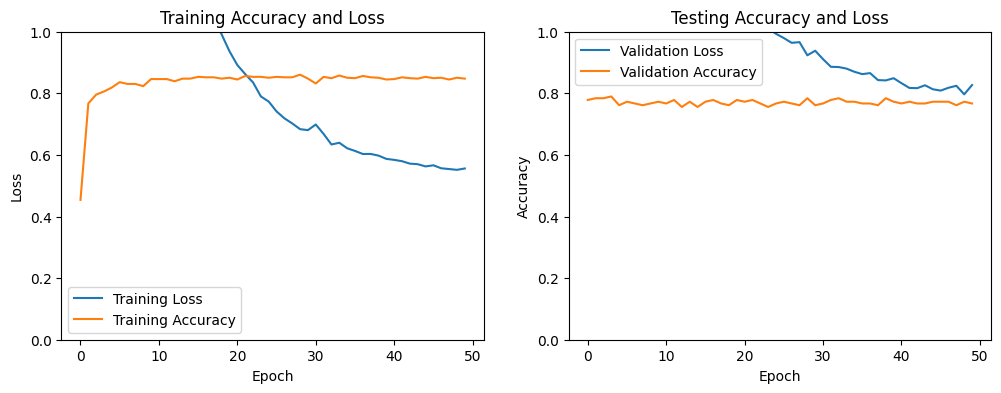 Training Accuracy and Loss
1.0
0.8
0.6
0.4
0.2
0.0
Loss
Training Loss
Training Accuracy
0 10 20 30 40 50
Epoch
Testing Accuracy and Loss
1.0
0.8
0.6
0.4
0.2
0.0
Accuracy
Validation Loss
Validation Accuracy
0 10 20 30 40 50
Epoch